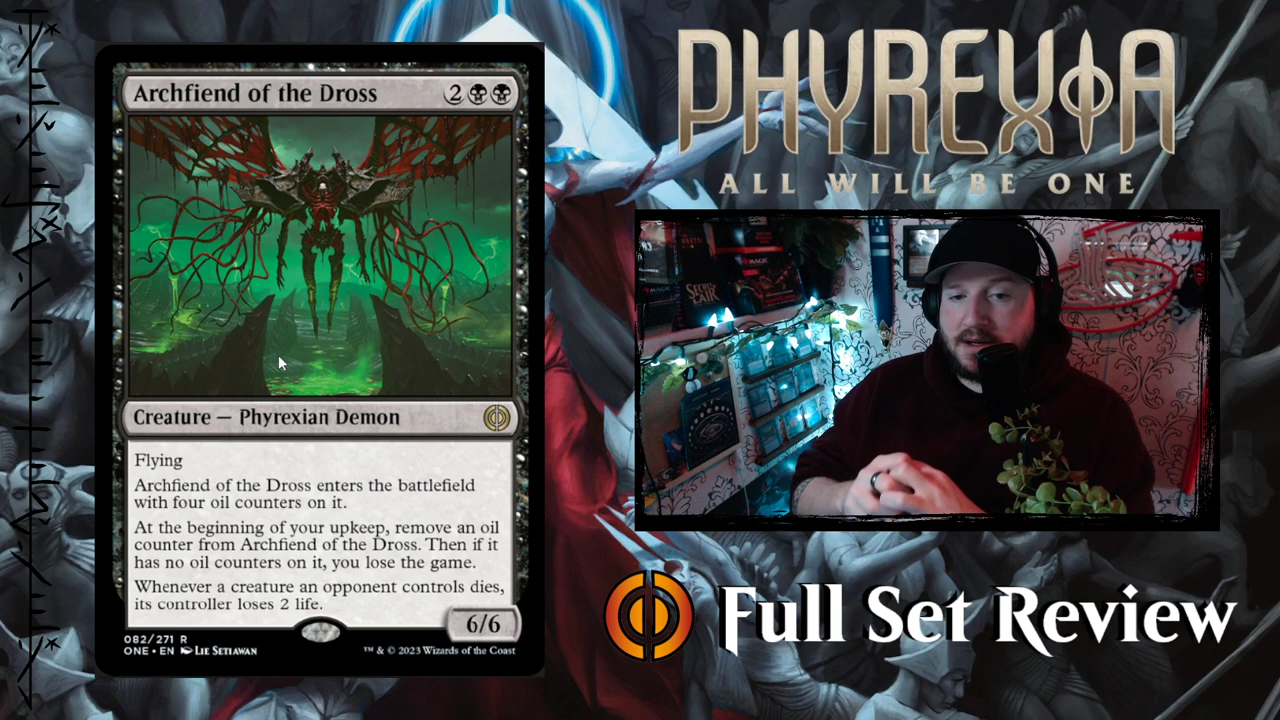 Archfiend of the Dross 2
Creature — Phyrexian Demon
Flying
Archfiend of the Dross enters the battlefield
with four oil counters on it.
At the beginning of your upkeep, remove an oil
counter from Archfiend of the Dross. Then if it
has no oil counters on it, you lose the game.
Whenever a creature an opponent controls dies,
its controller loses 2 life.
6/6
082/271 R
ONE • EN Lie Setiawan
™ & © 2023 Wizards of the Coast
PHYREXIA
ALL WILL BE ONE
SECRET
LAIR
MAGIC
Full Set Review